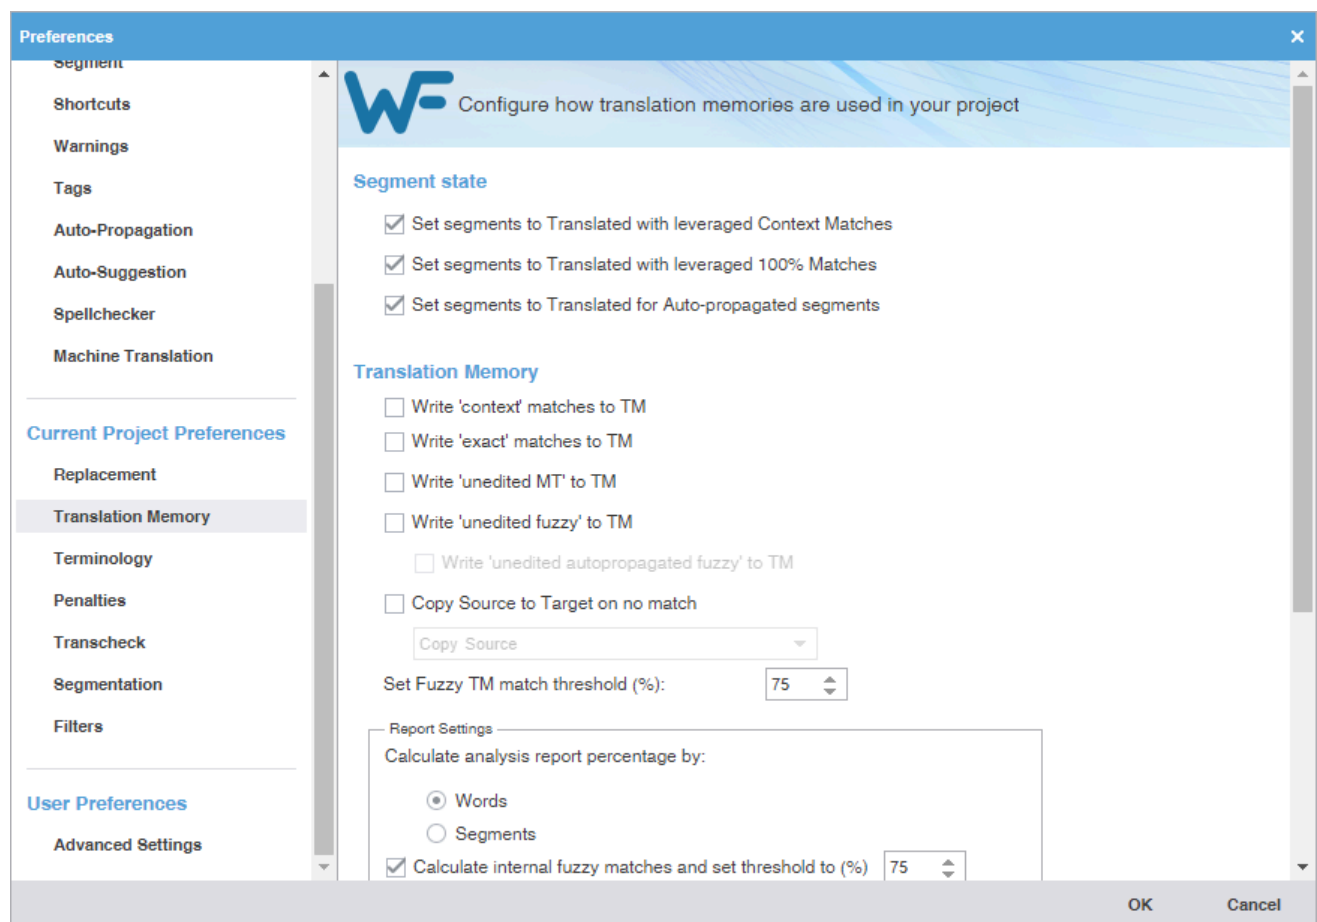 Preferences
Segment
Shortcuts
Warnings
Tags
Auto-Propagation
Auto-Suggestion
Spellchecker
Machine Translation
Current Project Preferences
Replacement
Translation Memory
Terminology
Penalties
Transcheck
Segmentation
Filters
User Preferences
Advanced Settings
WF
Configure how translation memories are used in your project
Segment state
Set segments to Translated with leveraged Context Matches
Set segments to Translated with leveraged 100% Matches
Set segments to Translated for Auto-propagated segments
Translation Memory
Write 'context' matches to TM
Write 'exact' matches to TM
Write 'unedited MT' to TM
Write 'unedited fuzzy' to TM
Write 'unedited autopropagated fuzzy' to TM
Copy Source to Target on no match
Copy Source
Set Fuzzy TM match threshold (%): 75
Report Settings
Calculate analysis report percentage by:
Words
Segments
Calculate internal fuzzy matches and set threshold to (%) 75
OK Cancel